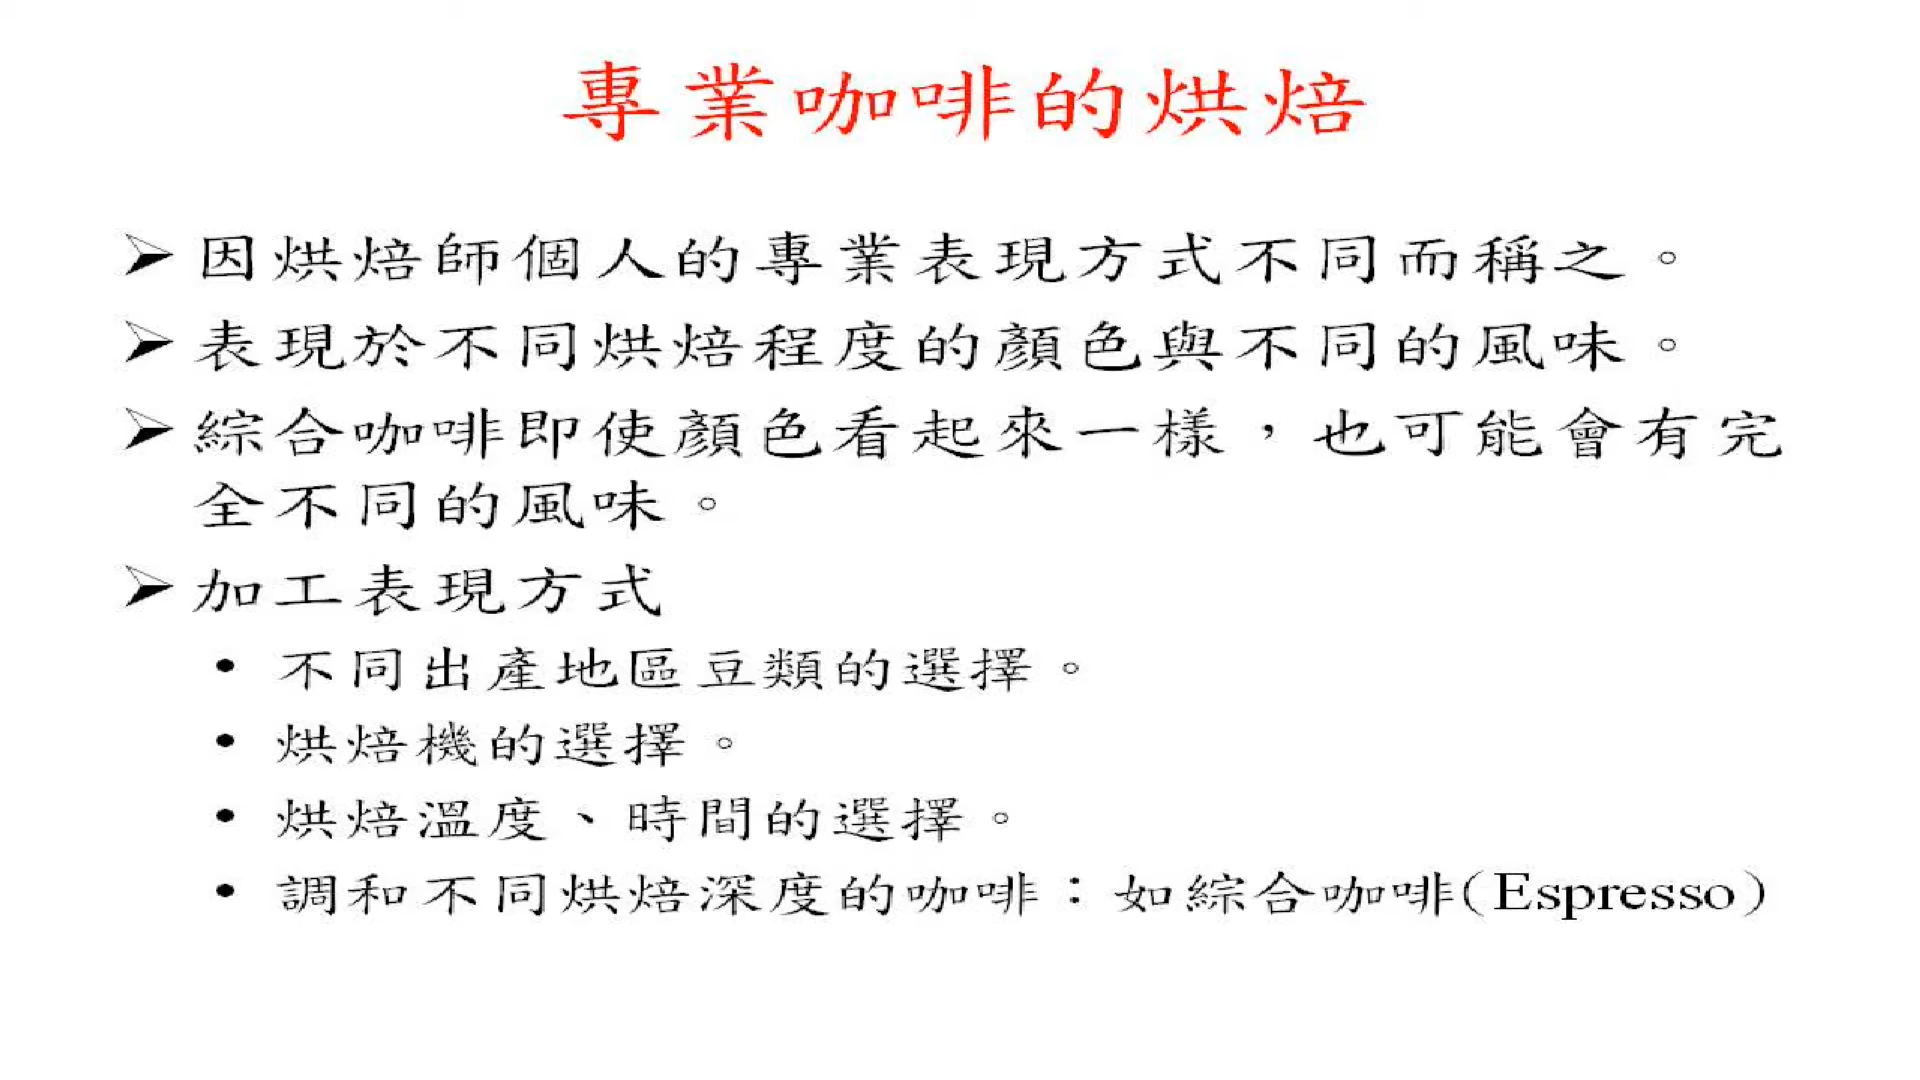 專業咖啡的烘焙
➢因烘焙師個人的專業表現方式不同而稱之。
➢表現於不同烘焙程度的顏色與不同的風味。
➢綜合咖啡即使顏色看起來一樣，也可能會有完
全不同的風味。
➢加工表現方式
• 不同出產地區豆類的選擇。
• 烘焙機的選擇。
• 烘焙溫度、時間的選擇。
• 調和不同烘焙深度的咖啡：如綜合咖啡(Espresso)